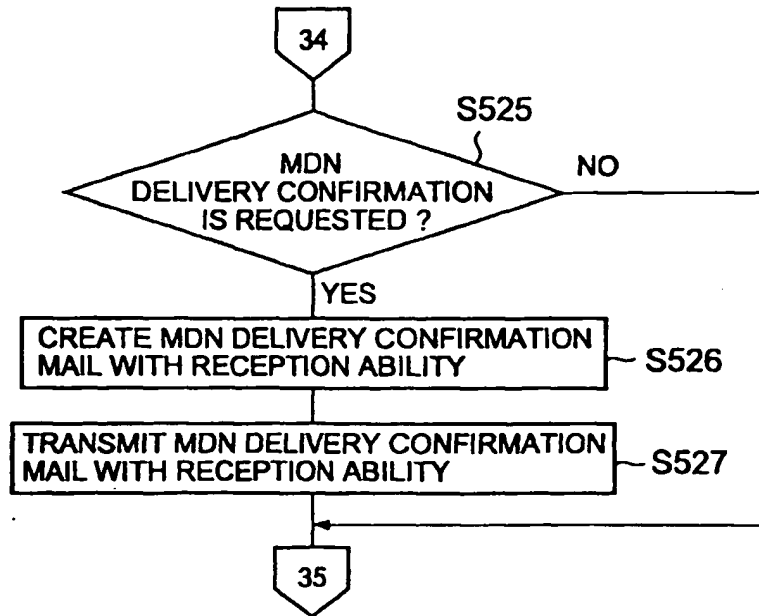 34
S525
MDN
DELIVERY CONFIRMATION
IS REQUESTED ?
NO
YES
CREATE MDN DELIVERY CONFIRMATION
MAIL WITH RECEPTION ABILITY
S526
TRANSMIT MDN DELIVERY CONFIRMATION
MAIL WITH RECEPTION ABILITY
S527
35